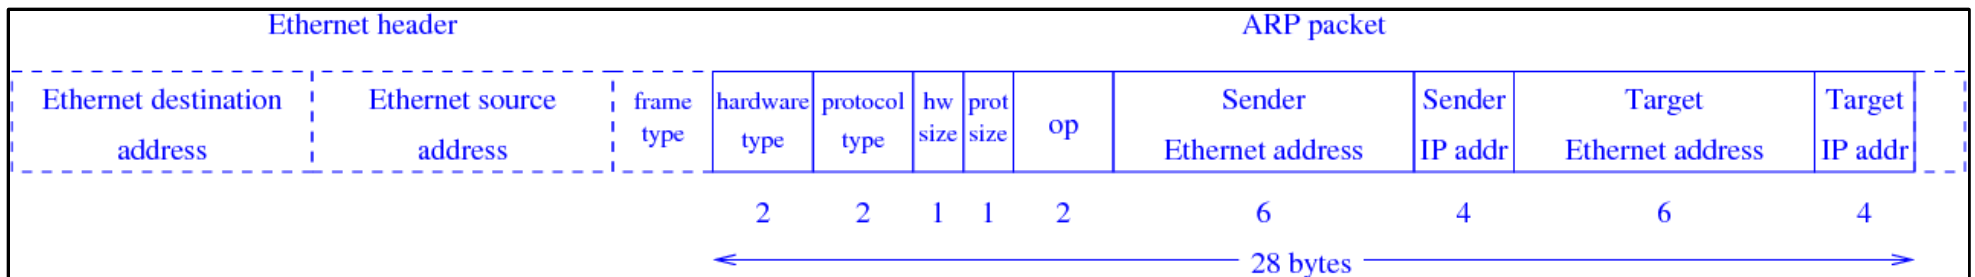 Ethernet header
ARP packet
Ethernet destination
address
Ethernet source
address
frame
type
hardware
type
protocol
type
hw
size
prot
size
op
Sender
Ethernet address
Sender
IP addr
Target
Ethernet address
Target
IP addr
2 2 1 1 2 6 4 6 4
28 bytes